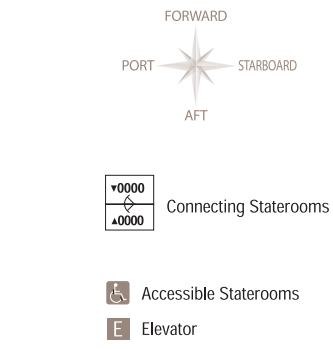 FORWARD
PORT STARBOARD
AFT
▼0000
▲0000
Connecting Staterooms
Accessible Staterooms
E Elevator